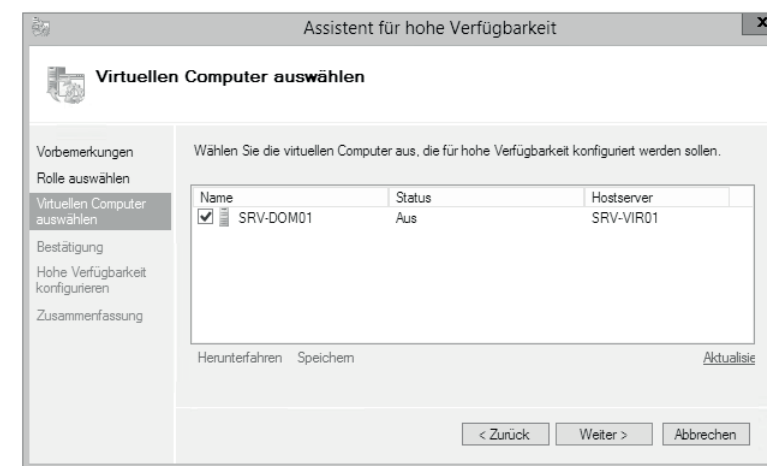 Assistent für hohe Verfügbarkeit
x
Virtuellen Computer auswählen
Vorbemerkungen
Rolle auswählen
Virtuellen Computer
auswählen
Bestätigung
Hohe Verfügbarkeit
konfigurieren
Zusammenfassung
Wählen Sie die virtuellen Computer aus, die für hohe Verfügbarkeit konfiguriert werden sollen.
Name Status Hostserver
SRV-DOM01 Aus SRV-VIR01
Herunterfahren Speichern Aktualisie
< Zurück Weiter > Abbrechen